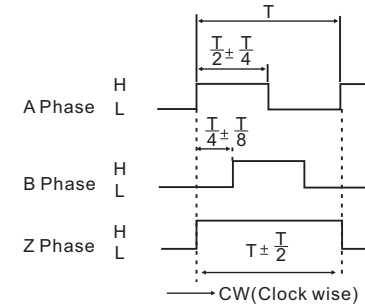 T
T/2 ± T/4
H
A Phase L
T/4 ± T/8
H
B Phase L
H
Z Phase L
T ± T/2
CW(Clock wise)